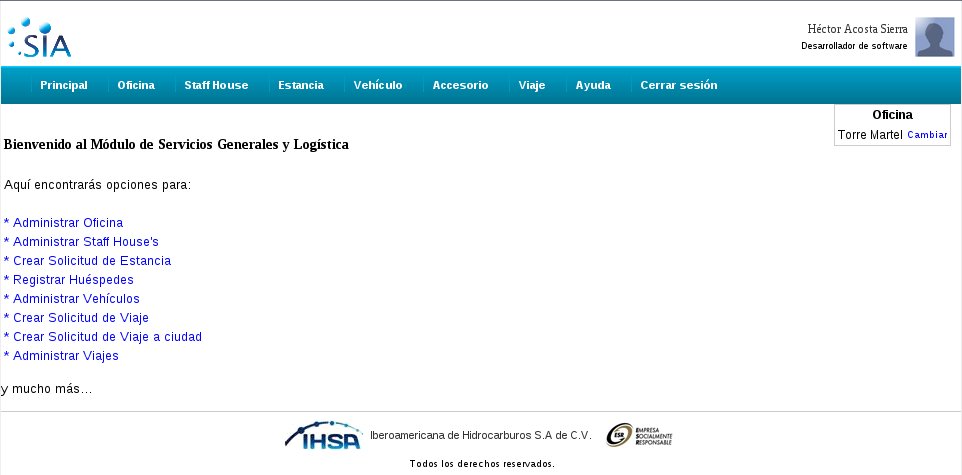 SIA
Héctor Acosta Sierra
Desarrollador de software
Principal Oficina Staff House Estancia Vehículo Accesorio Viaje Ayuda Cerrar sesión
Oficina
Torre Martel Cambiar
Bienvenido al Módulo de Servicios Generales y Logística
Aquí encontrarás opciones para:
* Administrar Oficina
* Administrar Staff House's
* Crear Solicitud de Estancia
* Registrar Huéspedes
* Administrar Vehículos
* Crear Solicitud de Viaje
* Crear Solicitud de Viaje a ciudad
* Administrar Viajes
y mucho más...
IHSA Iberoamericana de Hidrocarburos S.A de C.V. ESR EMPRESA
SOCIALMENTE
RESPONSABLE
Todos los derechos reservados.